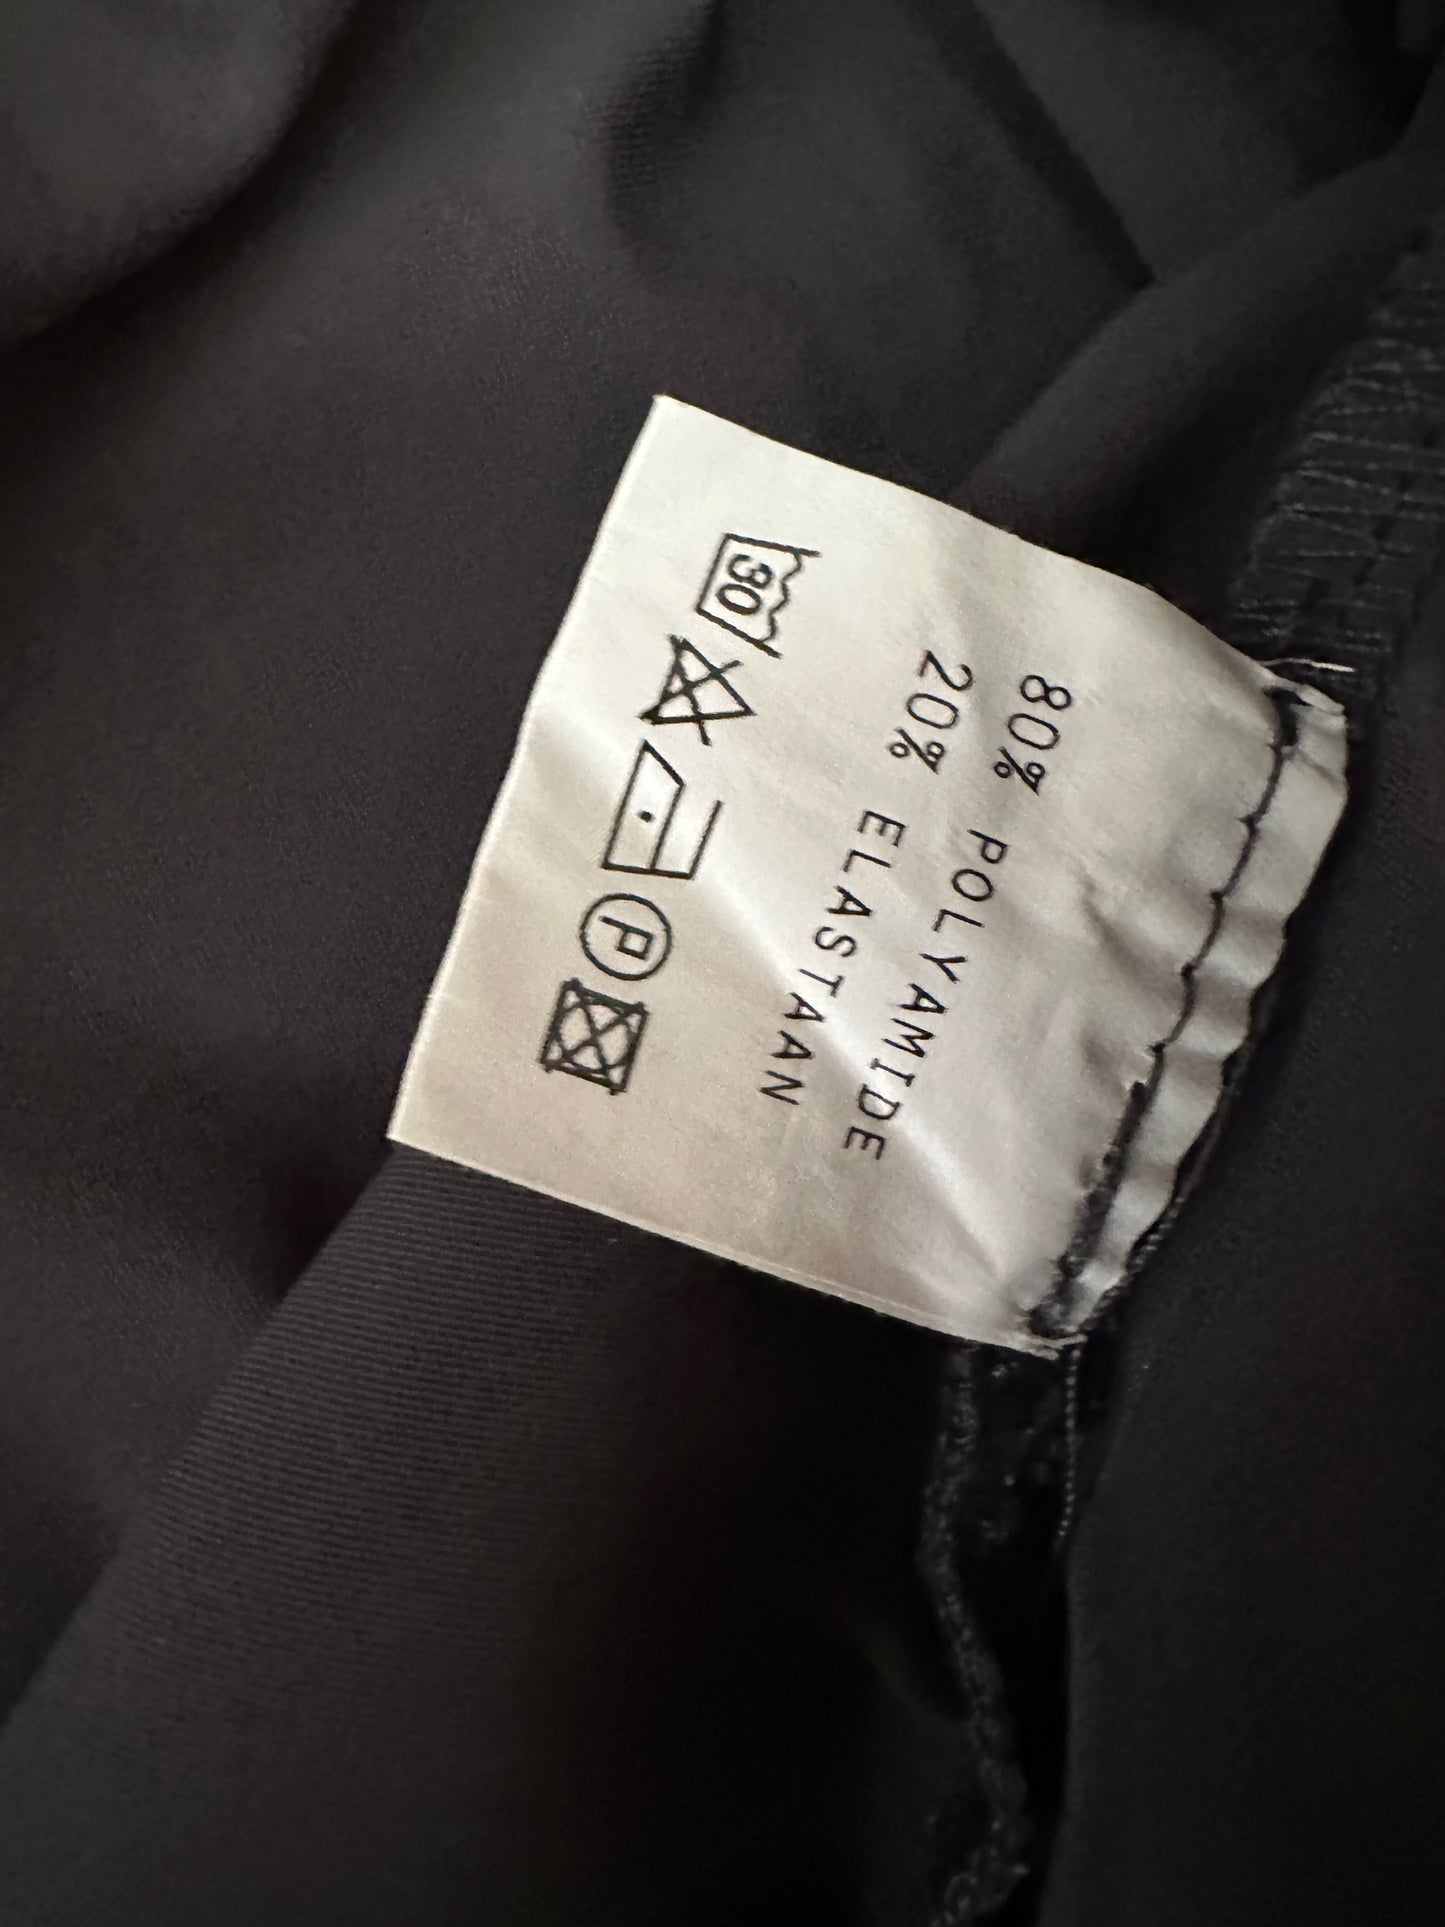 80% POLYAMIDE
20% ELASTAAN
30 P